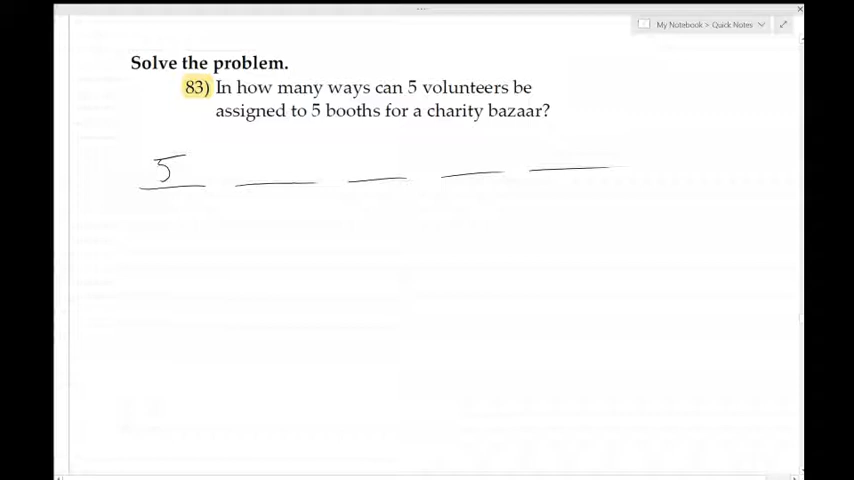 My Notebook > Quick Notes
Solve the problem.
83) In how many ways can 5 volunteers be
assigned to 5 booths for a charity bazaar?
5